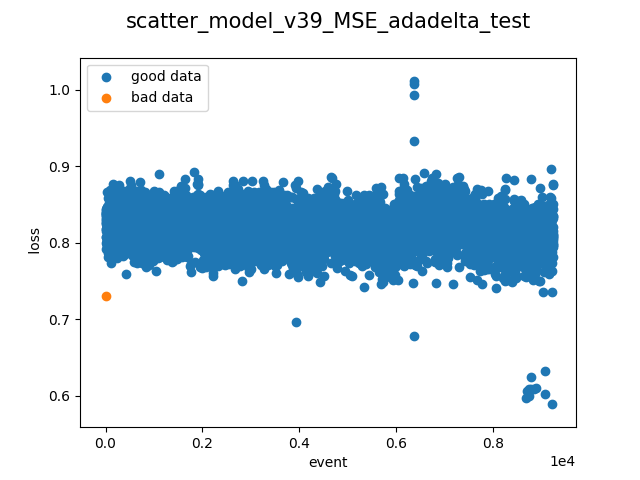 scatter_model_v39_MSE_adadelta_test
good data
bad data
1.0
0.9
0.8
0.7
0.6
loss
0.0
0.2
0.4
0.6
0.8
1e4
event